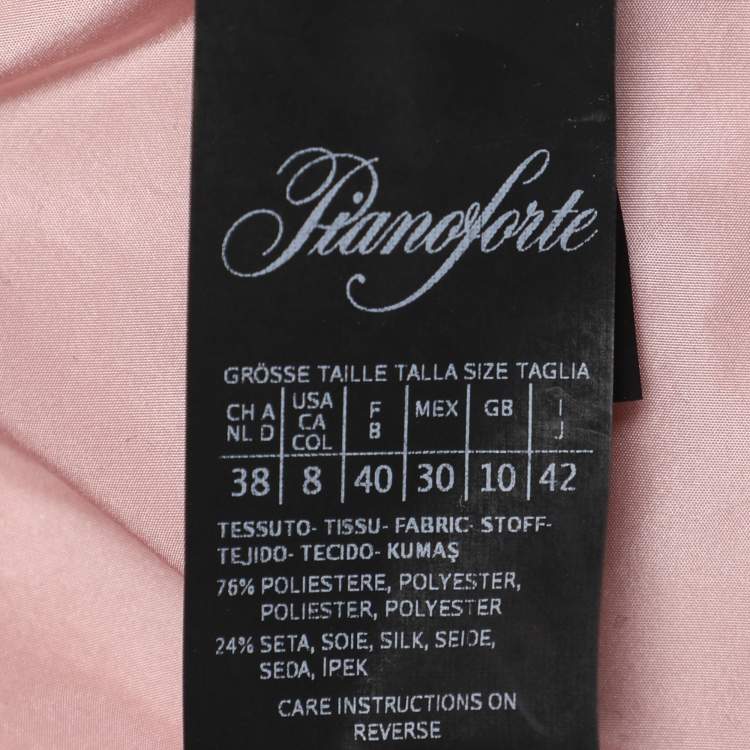 Pianoforte
GRÖSSE TAILLE TALLA SIZE TAGLIA
CH A NL D USA CA COL F B MEX GB I J
38 8 40 30 10 42
TESSUTO- TISSU- FABRIC- STOFF-
TEJIDO- TECIDO- KUMAŞ
76% POLIESTERE, POLYESTER,
POLIESTER, POLYESTER
24% SETA, SOIE, SILK, SEIDE,
SEDA, İPEK
CARE INSTRUCTIONS ON
REVERSE